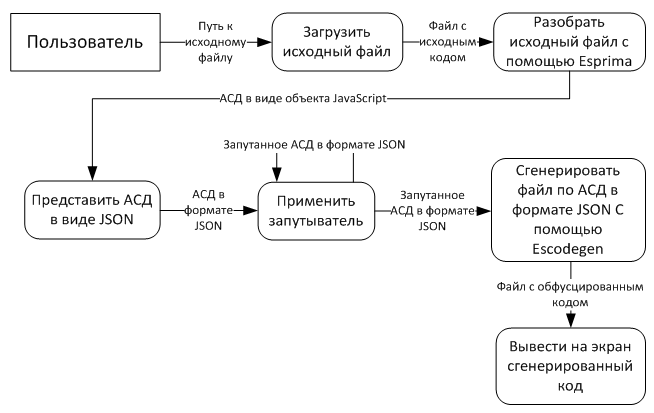 Пользователь
Путь к
исходному
файлу
Загрузить
исходный файл
Файл с
исходным
кодом
Разобрать
исходный файл с
помощью Esprima
АСД в виде объекта JavaScript
Представить АСД
в виде JSON
АСД в
формате
JSON
Запутанное АСД в формате JSON
Применить
запутыватель
Запутанное
АСД в формате
JSON
Сгенерировать
файл по АСД в
формате JSON С
помощью
Escodegen
Файл с обфусцированным
кодом
Вывести на экран
сгенерированный
код